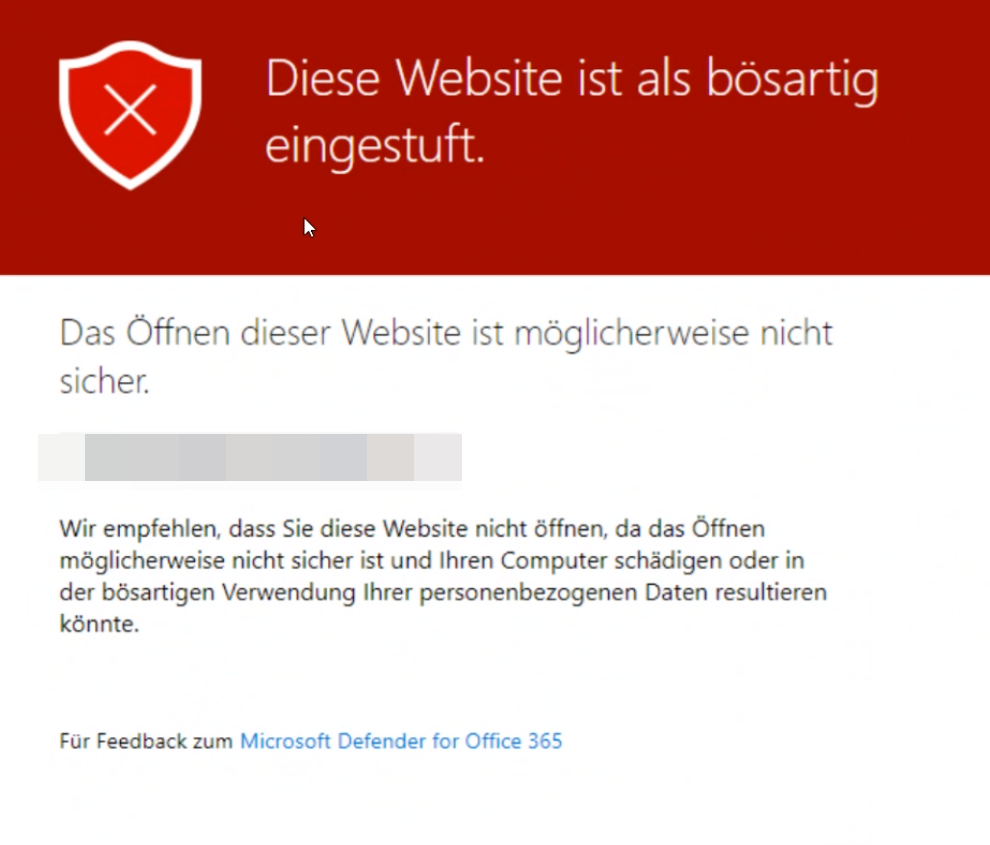 Diese Website ist als bösartig
eingestuft.
Das Öffnen dieser Website ist möglicherweise nicht
sicher.
Wir empfehlen, dass Sie diese Website nicht öffnen, da das Öffnen
möglicherweise nicht sicher ist und Ihren Computer schädigen oder in
der bösartigen Verwendung Ihrer personenbezogenen Daten resultieren
könnte.
Für Feedback zum Microsoft Defender for Office 365